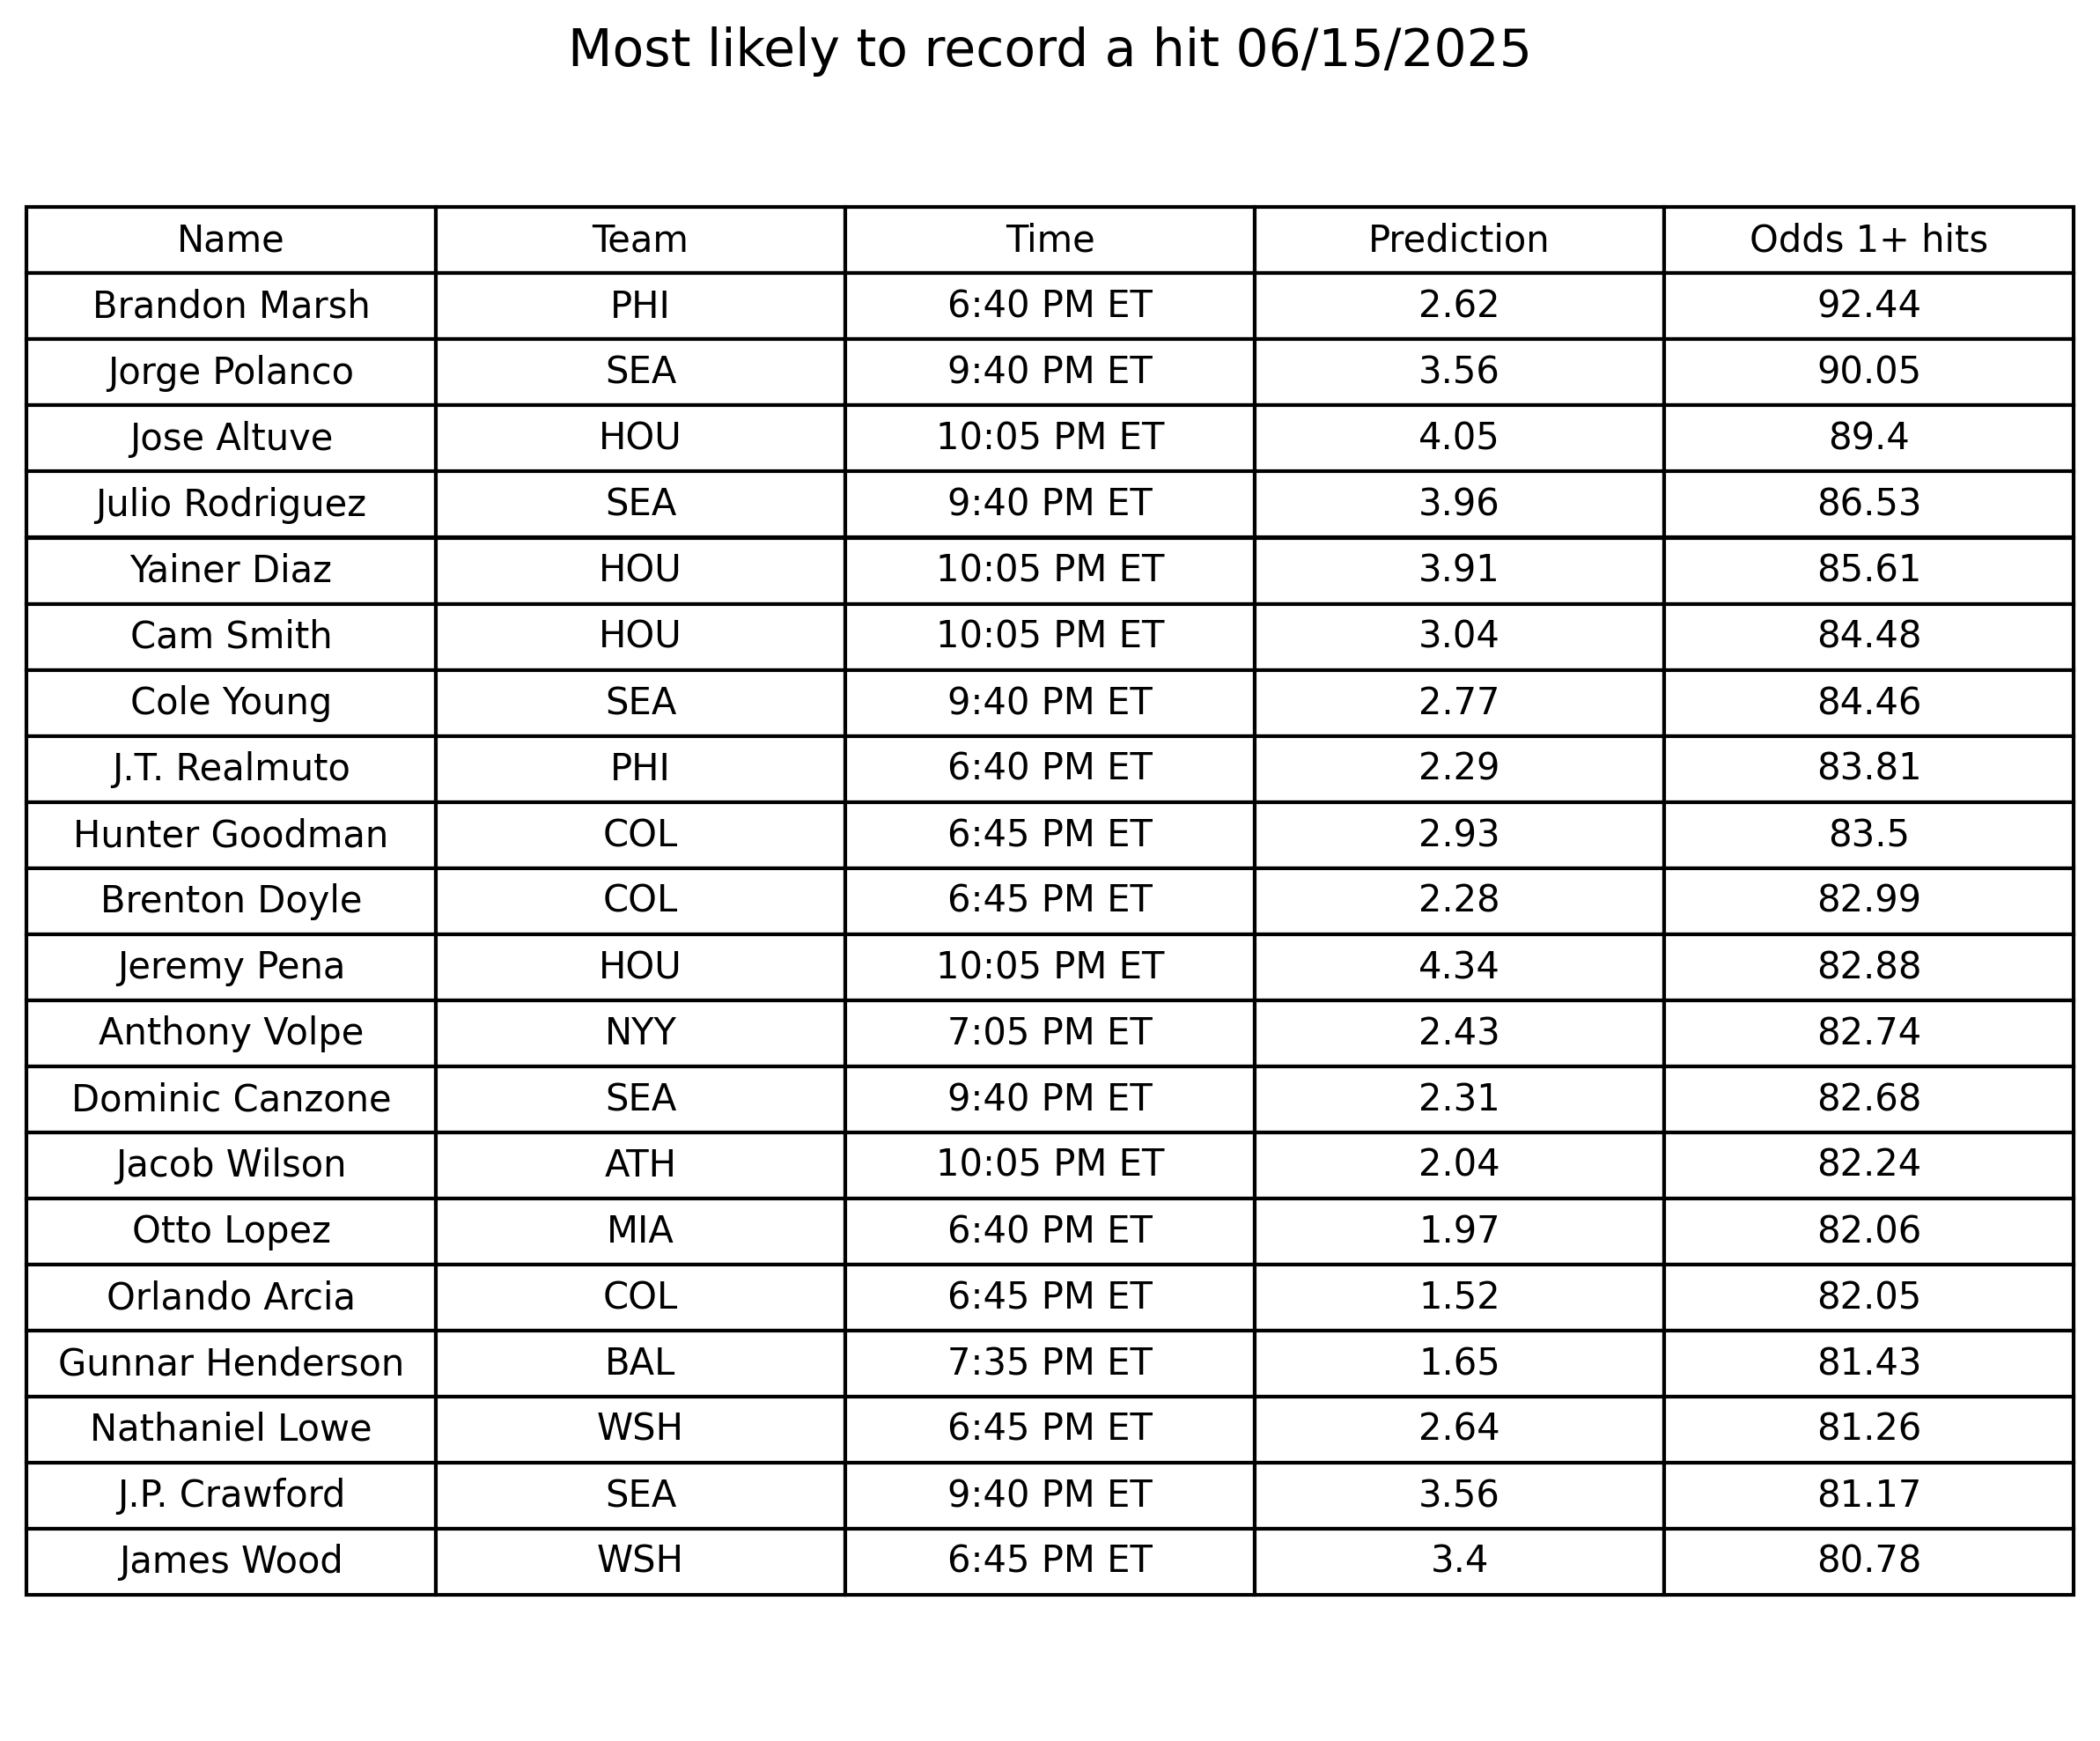 Most likely to record a hit 06/15/2025
Name Team Time Prediction Odds 1+ hits
Brandon Marsh PHI 6:40 PM ET 2.62 92.44
Jorge Polanco SEA 9:40 PM ET 3.56 90.05
Jose Altuve HOU 10:05 PM ET 4.05 89.4
Julio Rodriguez SEA 9:40 PM ET 3.96 86.53
Yainer Diaz HOU 10:05 PM ET 3.91 85.61
Cam Smith HOU 10:05 PM ET 3.04 84.48
Cole Young SEA 9:40 PM ET 2.77 84.46
J.T. Realmuto PHI 6:40 PM ET 2.29 83.81
Hunter Goodman COL 6:45 PM ET 2.93 83.5
Brenton Doyle COL 6:45 PM ET 2.28 82.99
Jeremy Pena HOU 10:05 PM ET 4.34 82.88
Anthony Volpe NYY 7:05 PM ET 2.43 82.74
Dominic Canzone SEA 9:40 PM ET 2.31 82.68
Jacob Wilson ATH 10:05 PM ET 2.04 82.24
Otto Lopez MIA 6:40 PM ET 1.97 82.06
Orlando Arcia COL 6:45 PM ET 1.52 82.05
Gunnar Henderson BAL 7:35 PM ET 1.65 81.43
Nathaniel Lowe WSH 6:45 PM ET 2.64 81.26
J.P. Crawford SEA 9:40 PM ET 3.56 81.17
James Wood WSH 6:45 PM ET 3.4 80.78